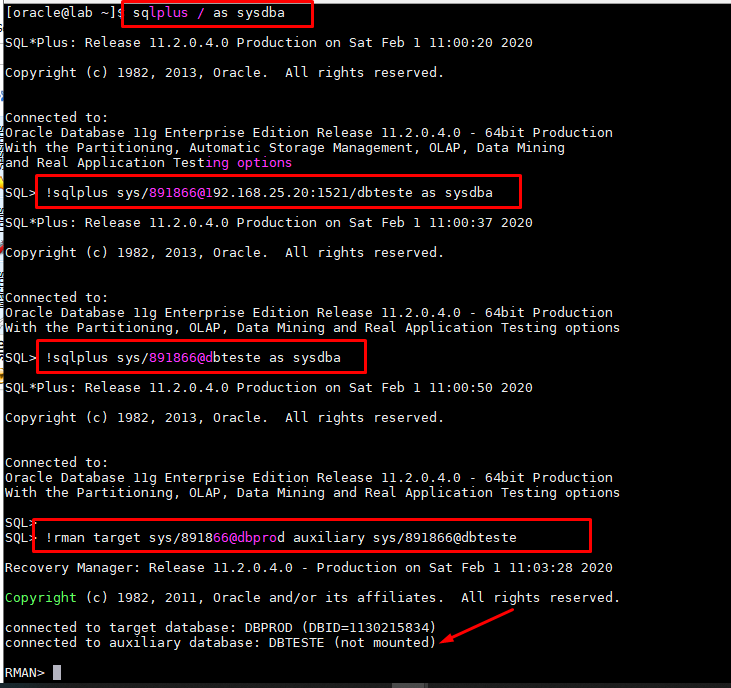 [oracle@lab ~]$ sqlplus / as sysdba
SQL*Plus: Release 11.2.0.4.0 Production on Sat Feb 1 11:00:20 2020
Copyright (c) 1982, 2013, Oracle.  All rights reserved.
Connected to:
Oracle Database 11g Enterprise Edition Release 11.2.0.4.0 - 64bit Production
With the Partitioning, Automatic Storage Management, OLAP, Data Mining
and Real Application Testing options
SQL> !sqlplus sys/891866@192.168.25.20:1521/dbteste as sysdba
SQL*Plus: Release 11.2.0.4.0 Production on Sat Feb 1 11:00:37 2020
Copyright (c) 1982, 2013, Oracle.  All rights reserved.
Connected to:
Oracle Database 11g Enterprise Edition Release 11.2.0.4.0 - 64bit Production
With the Partitioning, OLAP, Data Mining and Real Application Testing options
SQL> !sqlplus sys/891866@dbteste as sysdba
SQL*Plus: Release 11.2.0.4.0 Production on Sat Feb 1 11:00:50 2020
Copyright (c) 1982, 2013, Oracle.  All rights reserved.
Connected to:
Oracle Database 11g Enterprise Edition Release 11.2.0.4.0 - 64bit Production
With the Partitioning, OLAP, Data Mining and Real Application Testing options
SQL>
SQL> !rman target sys/891866@dbprod auxiliary sys/891866@dbteste
Recovery Manager: Release 11.2.0.4.0 - Production on Sat Feb 1 11:03:28 2020
Copyright (c) 1982, 2011, Oracle and/or its affiliates.  All rights reserved.
connected to target database: DBPROD (DBID=1130215834)
connected to auxiliary database: DBTESTE (not mounted)
RMAN>